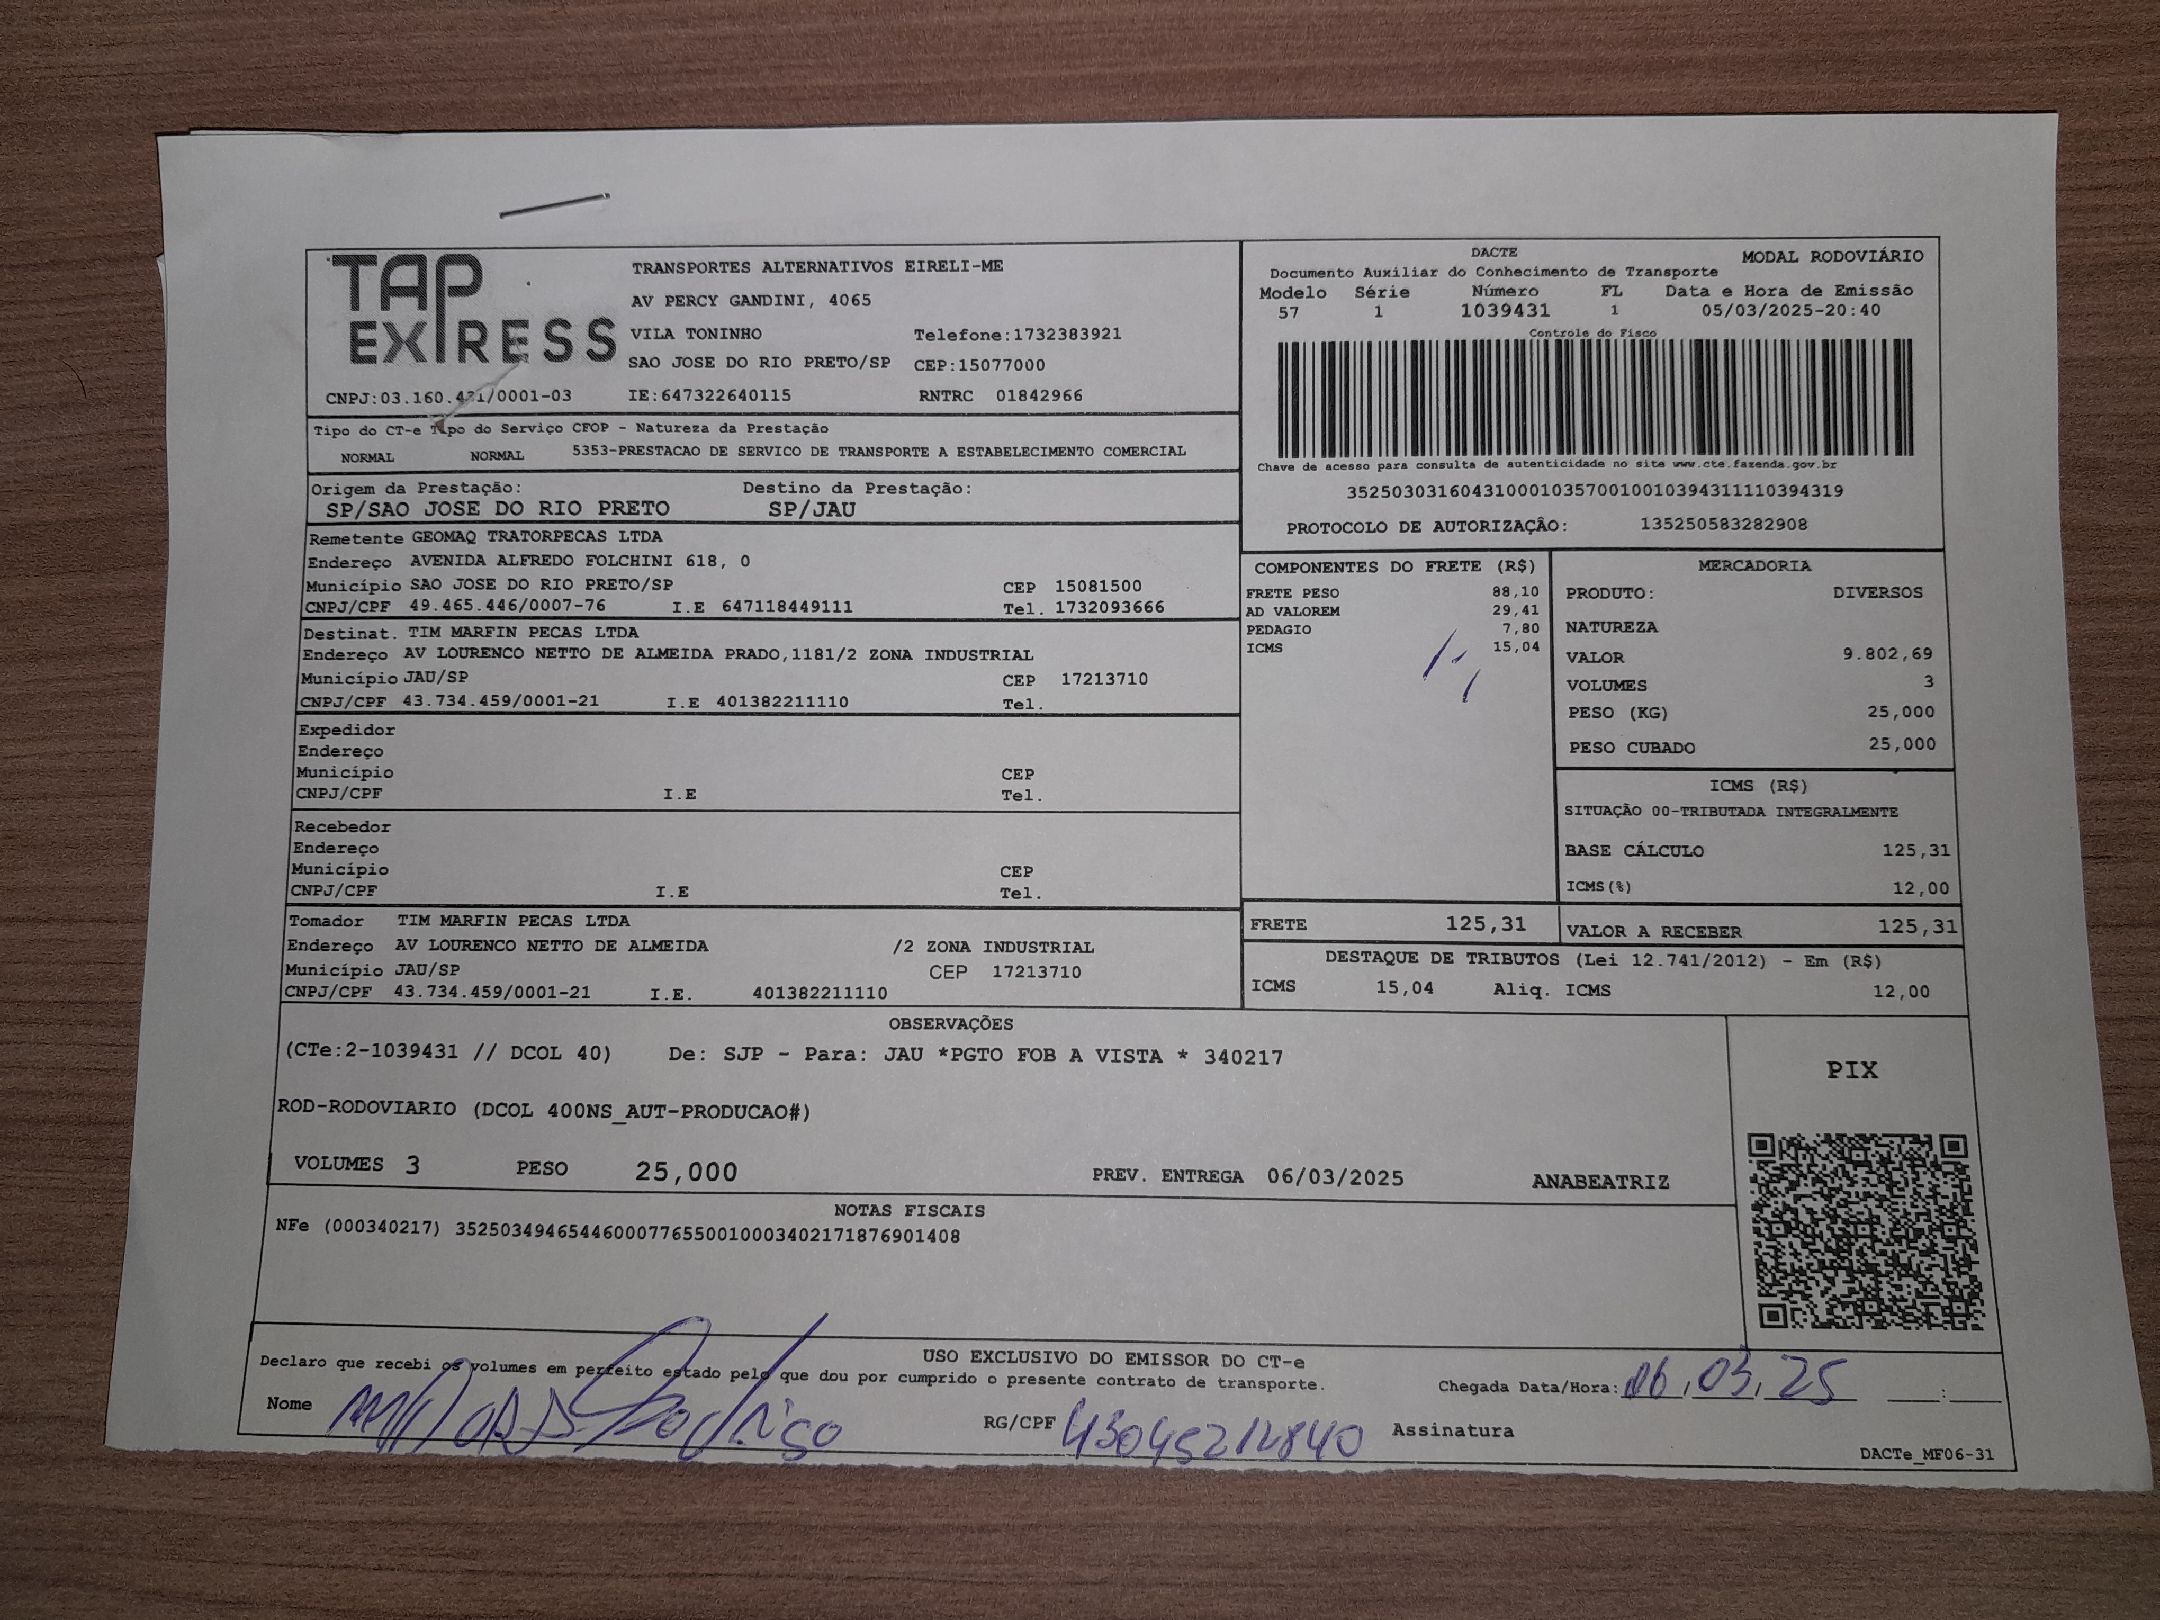 TAP EXPRESS
TRANSPORTES ALTERNATIVOS EIRELI-ME
AV PERCY GANDINI, 4065
VILA TONINHO Telefone:1732383921
SAO JOSE DO RIO PRETO/SP CEP:15077000
CNPJ:03.160.431/0001-03 IE:647322640115 RNTRC 01842966
DACTE MODAL RODOVIÁRIO
Documento Auxiliar do Conhecimento de Transporte
Modelo Série Número FL Data e Hora de Emissão
57 1 1039431 1 05/03/2025-20:40
Controle do Fisco
Chave de acesso para consulta de autenticidade no site www.cte.fazenda.gov.br
35250303160431000103570010010394311110394319
PROTOCOLO DE AUTORIZAÇÃO: 135250583282908
Tipo do CT-e Tipo do Serviço CFOP - Natureza da Prestação
NORMAL NORMAL 5353-PRESTACAO DE SERVICO DE TRANSPORTE A ESTABELECIMENTO COMERCIAL
Origem da Prestação: Destino da Prestação:
SP/SAO JOSE DO RIO PRETO SP/JAU
Remetente GEOMAQ TRATORPECAS LTDA
Endereço AVENIDA ALFREDO FOLCHINI 618, 0
Município SAO JOSE DO RIO PRETO/SP CEP 15081500
CNPJ/CPF 49.465.446/0007-76 I.E 647118449111 Tel. 1732093666
Destinat. TIM MARFIN PECAS LTDA
Endereço AV LOURENCO NETTO DE ALMEIDA PRADO,1181/2 ZONA INDUSTRIAL
Município JAU/SP CEP 17213710
CNPJ/CPF 43.734.459/0001-21 I.E 401382211110 Tel.
Expedidor
Endereço
Município CEP
CNPJ/CPF I.E Tel.
Recebedor
Endereço
Município CEP
CNPJ/CPF I.E Tel.
Tomador TIM MARFIN PECAS LTDA
Endereço AV LOURENCO NETTO DE ALMEIDA /2 ZONA INDUSTRIAL
Município JAU/SP CEP 17213710
CNPJ/CPF 43.734.459/0001-21 I.E. 401382211110
COMPONENTES DO FRETE (R$)
FRETE PESO 88,10
AD VALOREM 29,41
PEDAGIO 7,80
ICMS 15,04
MERCADORIA
PRODUTO: DIVERSOS
NATUREZA
VALOR 9.802,69
VOLUMES 3
PESO (KG) 25,000
PESO CUBADO 25,000
ICMS (R$)
SITUAÇÃO 00-TRIBUTADA INTEGRALMENTE
BASE CÁLCULO 125,31
ICMS(%) 12,00
FRETE 125,31 VALOR A RECEBER 125,31
DESTAQUE DE TRIBUTOS (Lei 12.741/2012) - Em (R$)
ICMS 15,04 Aliq. ICMS 12,00
OBSERVAÇÕES
(CTe:2-1039431 // DCOL 40) De: SJP - Para: JAU *PGTO FOB A VISTA * 340217
ROD-RODOVIARIO (DCOL 400NS_AUT-PRODUCAO#)
VOLUMES 3 PESO 25,000 PREV. ENTREGA 06/03/2025 ANABEATRIZ
PIX
NOTAS FISCAIS
NFe (000340217) 35250349465446000776550010003402171876901408
USO EXCLUSIVO DO EMISSOR DO CT-e
Declaro que recebi os volumes em perfeito estado pelo que dou por cumprido o presente contrato de transporte.
Chegada Data/Hora: 06,03,25 :
Nome Rodrigo RG/CPF 43045212840 Assinatura
DACTe_MF06-31